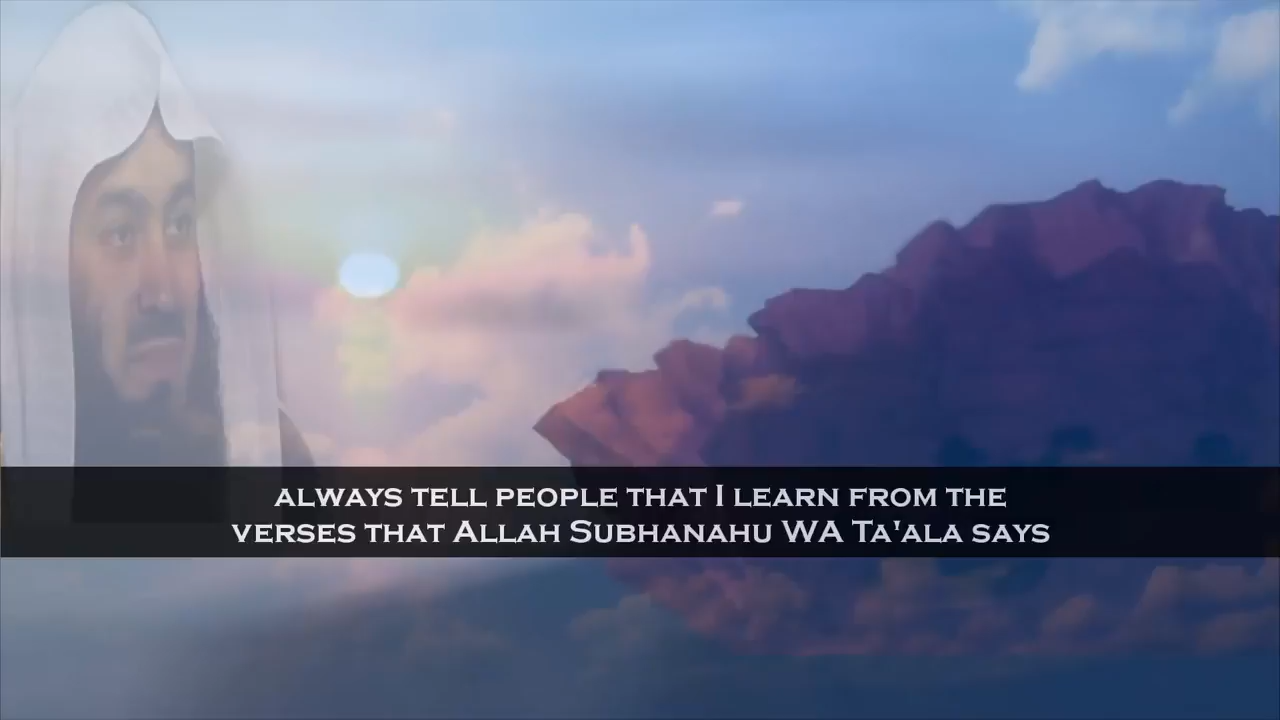 ALWAYS TELL PEOPLE THAT I LEARN FROM THE
VERSES THAT ALLAH SUBHANAHU WA TA'ALA SAYS